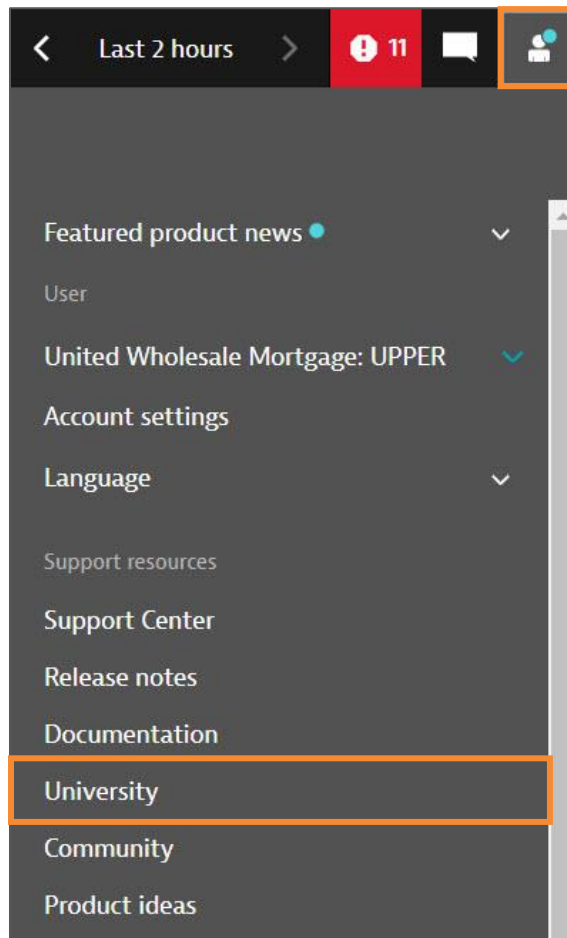 Last 2 hours 11
Featured product news
User
United Wholesale Mortgage: UPPER
Account settings
Language
Support resources
Support Center
Release notes
Documentation
University
Community
Product ideas